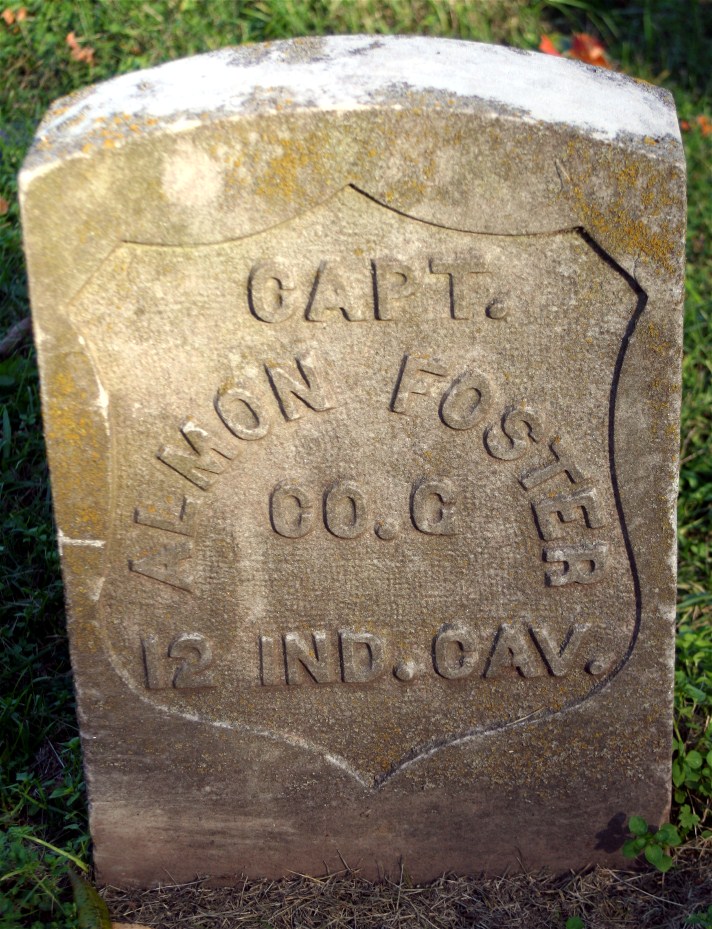 CAPT.
ALMON FOSTER
CO. G
12 IND. CAV.